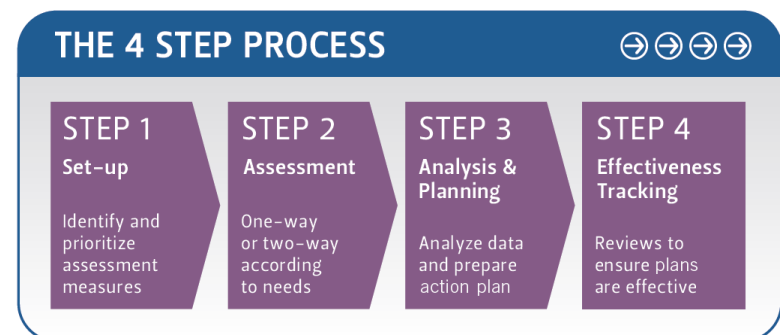 THE 4 STEP PROCESS
STEP 1
Set-up
Identify and
prioritize
assessment
measures
STEP 2
Assessment
One-way
or two-way
according
to needs
STEP 3
Analysis &
Planning
Analyze data
and prepare
action plan
STEP 4
Effectiveness
Tracking
Reviews to
ensure plans
are effective